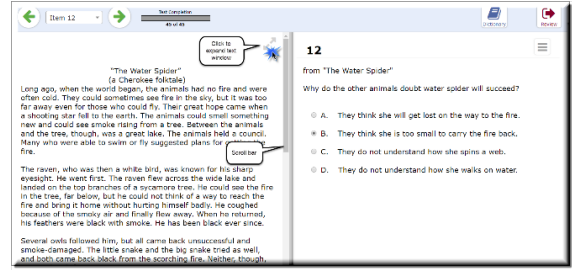 Item 12
Test Completion
45 of 45
Dictionary
Review
Click to
expand text
window
"The Water Spider"
(a Cherokee folktale)
Long ago, when the world began, the animals had no fire and were
often cold. They could sometimes see fire in the sky, but it was too
far away even for those who could fly. Their great hope came when
a shooting star fell to the earth. The animals could smell something
new and could see smoke rising from a tree. Between the animals
and the tree, though, was a great lake. The animals held a council.
Many who were able to swim or fly suggested plans for the
fire.
Scroll bar
The raven, who was then a white bird, was known for his sharp
eyesight. He went first. The raven flew across the wide lake and
landed on the top branches of a sycamore tree. He could see the fire
in the tree, far below, but he could not think of a way to reach the
fire and bring it home without hurting himself badly. He coughed
because of the smoky air and finally flew away. When he returned,
his feathers were black with smoke. He has been black ever since.
Several owls followed him, but all came back unsuccessful and
smoke-damaged. The little snake and the big snake tried as well,
and both came back black from the scorching fire. Neither, though,
12
from "The Water Spider"
Why do the other animals doubt water spider will succeed?
A. They think she will get lost on the way to the fire.
B. They think she is too small to carry the fire back.
C. They do not understand how she spins a web.
D. They do not understand how she walks on water.